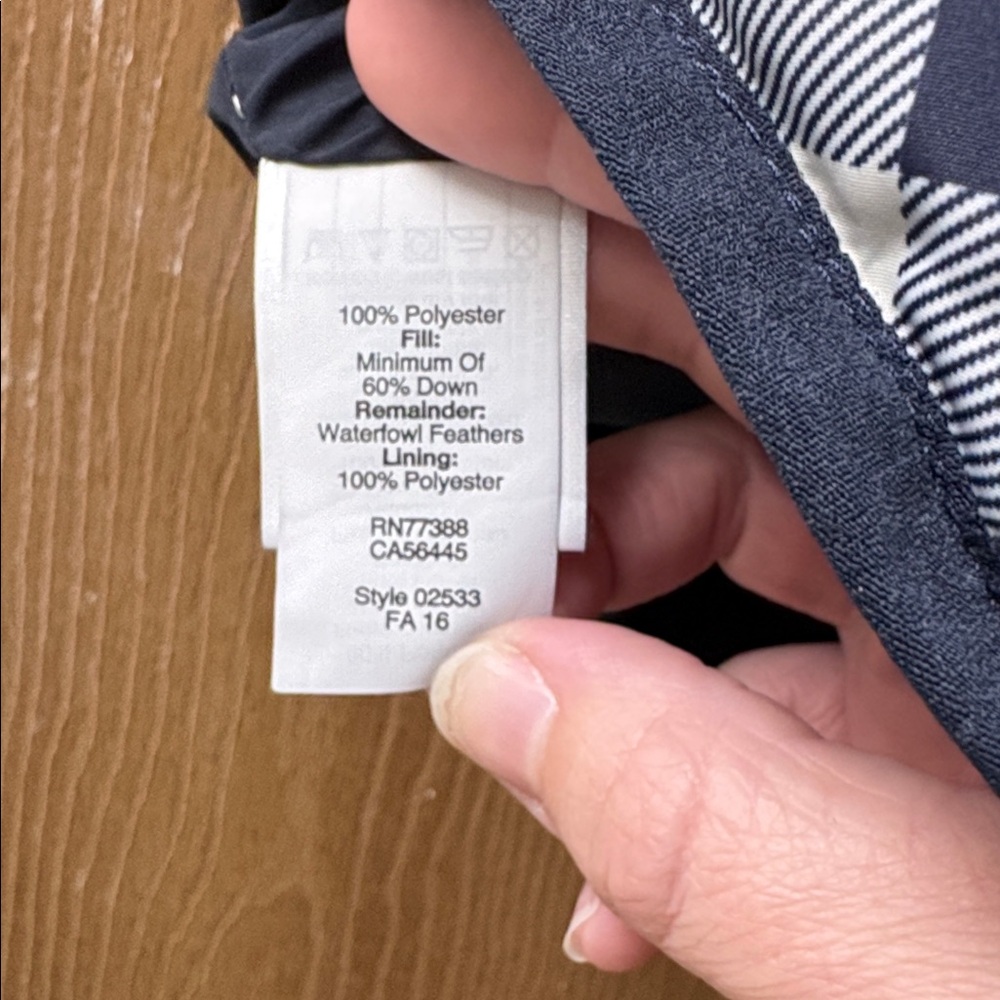 100% Polyester
Fill:
Minimum Of
60% Down
Remainder:
Waterfowl Feathers
Lining:
100% Polyester
RN77388
CA56445
Style 02533
FA 16